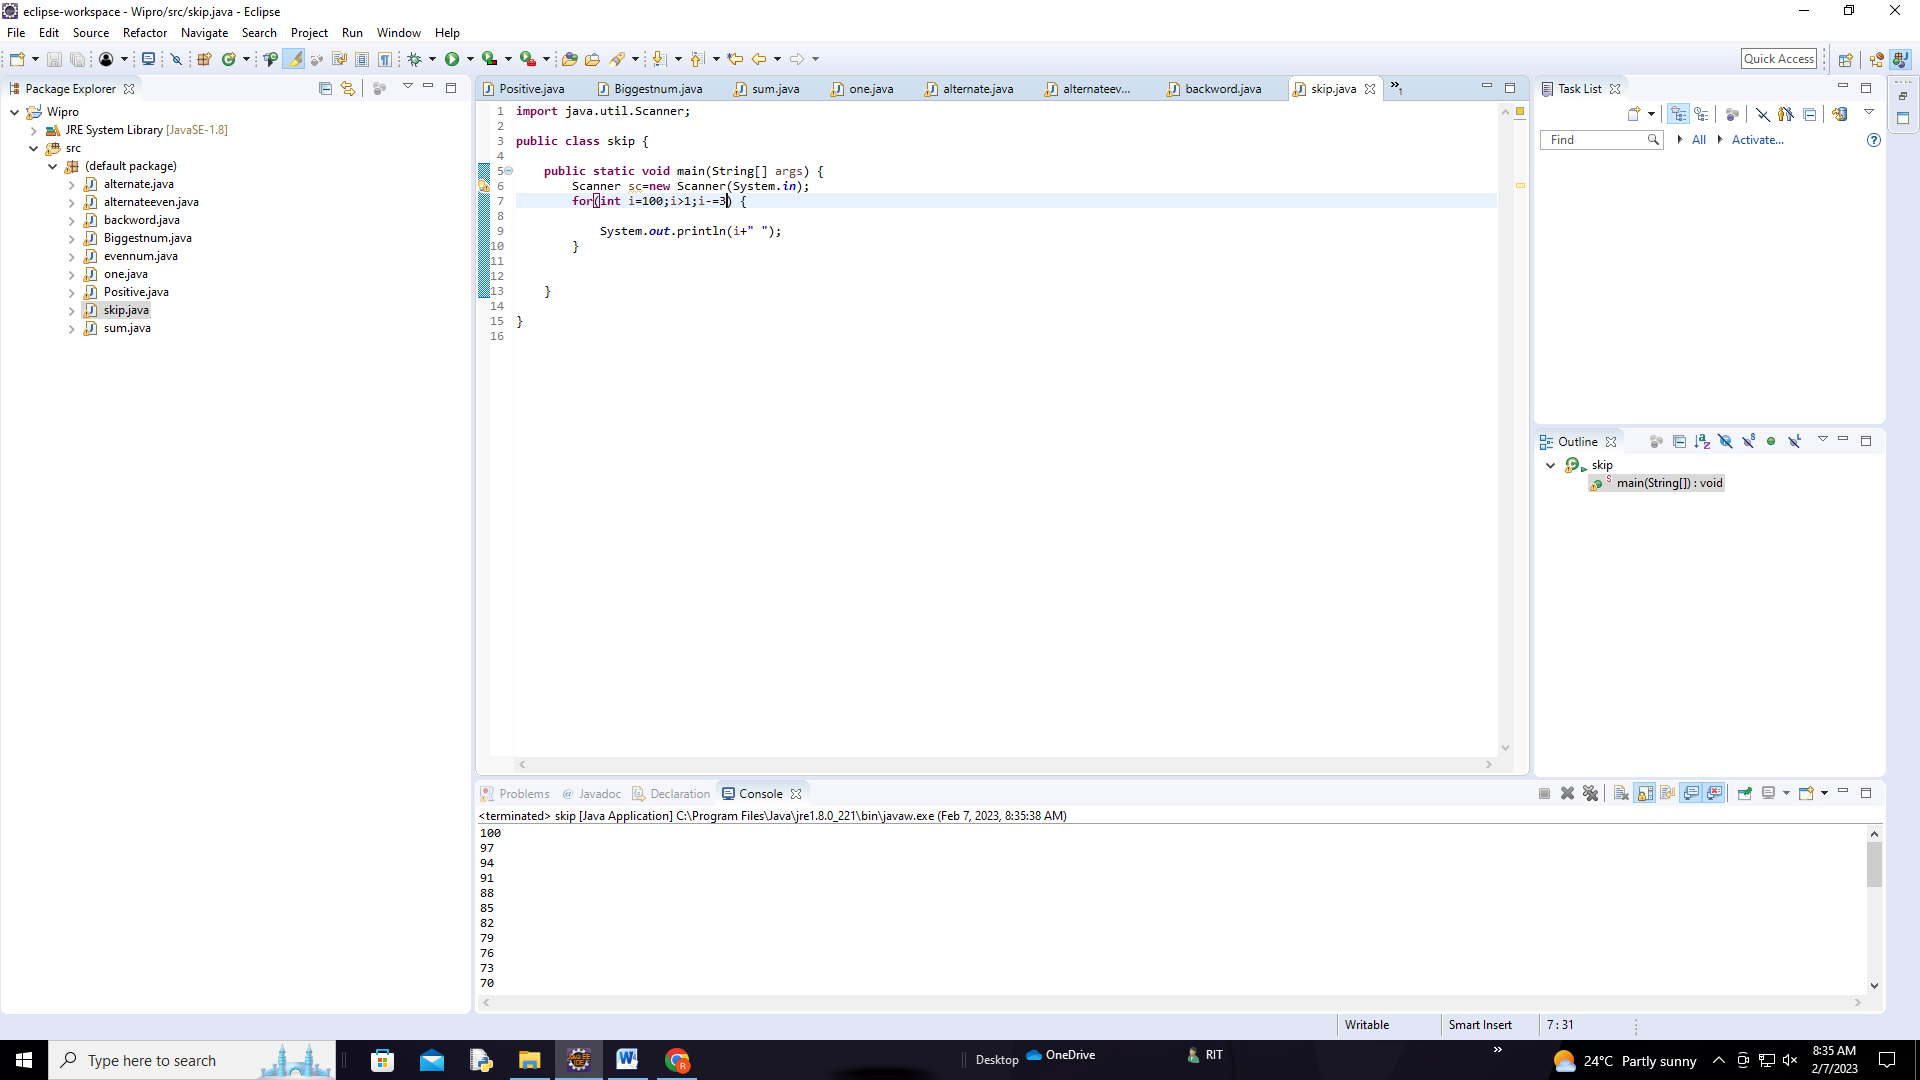 eclipse-workspace - Wipro/src/skip.java - Eclipse
File Edit Source Refactor Navigate Search Project Run Window Help
Quick Access
Package Explorer
Wipro
JRE System Library [JavaSE-1.8]
src
(default package)
alternate.java
alternateeven.java
backword.java
Biggestnum.java
evennum.java
one.java
Positive.java
skip.java
sum.java
Positive.java Biggestnum.java sum.java one.java alternate.java alternateev... backword.java skip.java »1
1 import java.util.Scanner;
2
3 public class skip {
4
5 public static void main(String[] args) {
6 Scanner sc=new Scanner(System.in);
7 for(int i=100;i>1;i-=3) {
8
9 System.out.println(i+" ");
10 }
11
12
13 }
14
15 }
16
Task List
Find All Activate...
Outline
skip
main(String[]) : void
Problems @ Javadoc Declaration Console
<terminated> skip [Java Application] C:\Program Files\Java\jre1.8.0_221\bin\javaw.exe (Feb 7, 2023, 8:35:38 AM)
100
97
94
91
88
85
82
79
76
73
70
Writable Smart Insert 7 : 31
Type here to search
Desktop OneDrive RIT »
24°C Partly sunny
8:35 AM
2/7/2023